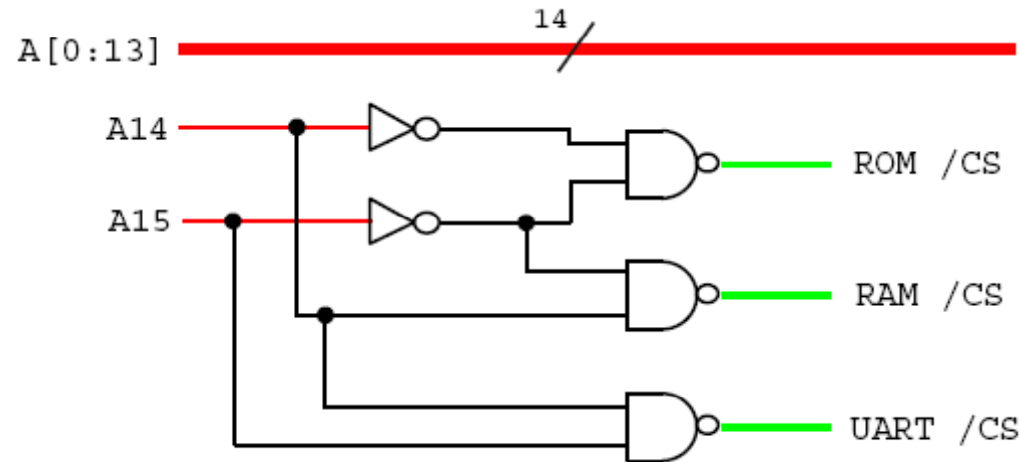 14
A[0:13]
A14
ROM /CS
A15
RAM /CS
UART /CS